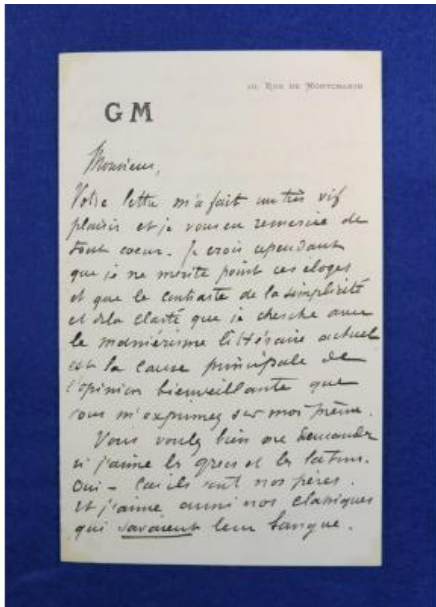 10, RUE DE MONTCHANIN
GM
Monsieur,
Votre lettre m'a fait un très vif
plaisir et je vous en remercie de
tout coeur. Je crois cependant
que je ne mérite point ces éloges
et que le contraste de la simplicité
et de la clarté que je cherche avec
le maniérisme littéraire actuel
est la cause principale de
l'opinion bienveillante que
vous m'exprimez sur moi-même.
Vous voulez bien me demander
si j'aime les grecs et les latins.
Oui - Car ils sont nos pères.
Et j'aime aussi nos classiques
qui savaient leur langue.